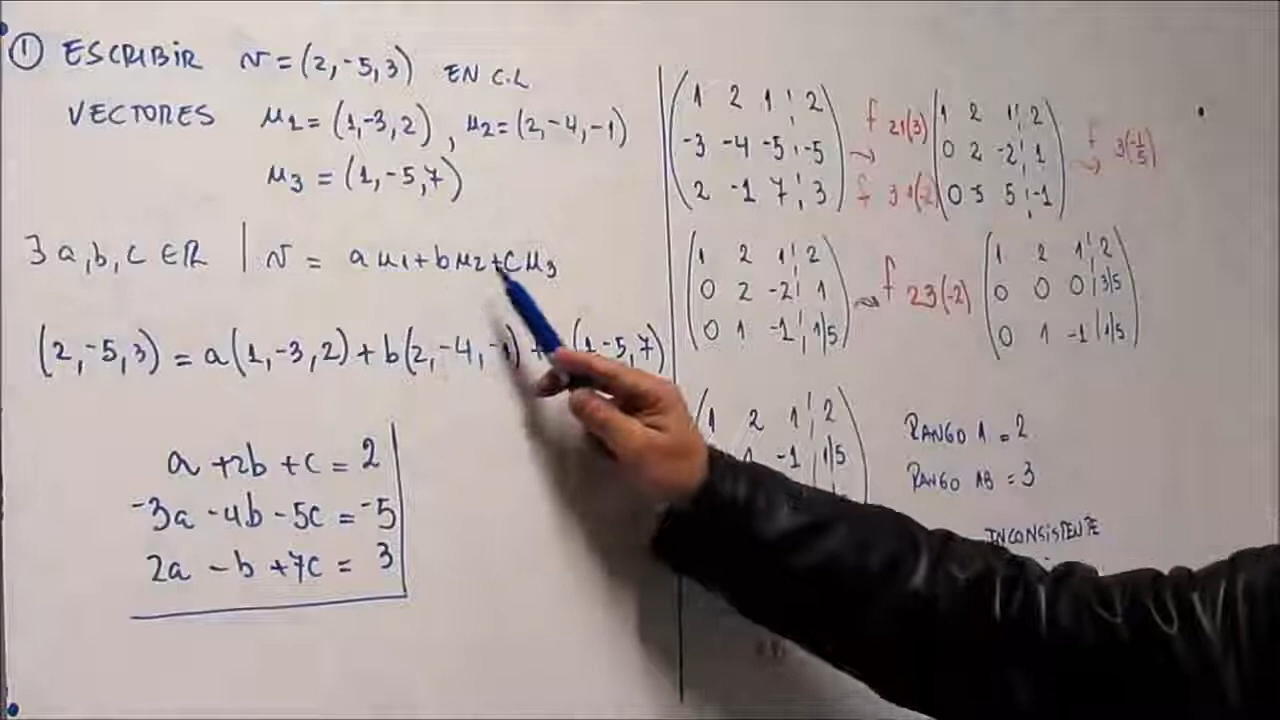 ① ESCRIBIR v = (2,-5,3) EN C.L
VECTORES u1 = (1,-3,2), u2 = (2,-4,-1)
u3 = (1,-5,7)
∃ a,b,c ∈ ℝ | v = a u1 + b u2 + c u3
(2,-5,3) = a(1,-3,2) + b(2,-4,-1) + (1,-5,7)
a + 2b + c = 2
-3a - 4b - 5c = -5
2a - b + 7c = 3
1 2 1 ¦ 2
-3 -4 -5 ¦ -5
2 -1 7 ¦ 3
f 21(3)
→
f 31(-2)
1 2 1 ¦ 2
0 2 -2 ¦ 1
0 -5 5 ¦ -1
f 3(-1/5)
→
1 2 1 ¦ 2
0 2 -2 ¦ 1
0 1 -1 ¦ 1/5
→ f 23(-2)
1 2 1 ¦ 2
0 0 0 ¦ 3/5
0 1 -1 ¦ 1/5
1 2 1 ¦ 2
1 -1 ¦ 1/5
RANGO A = 2
RANGO AB = 3
INCONSISTENTE